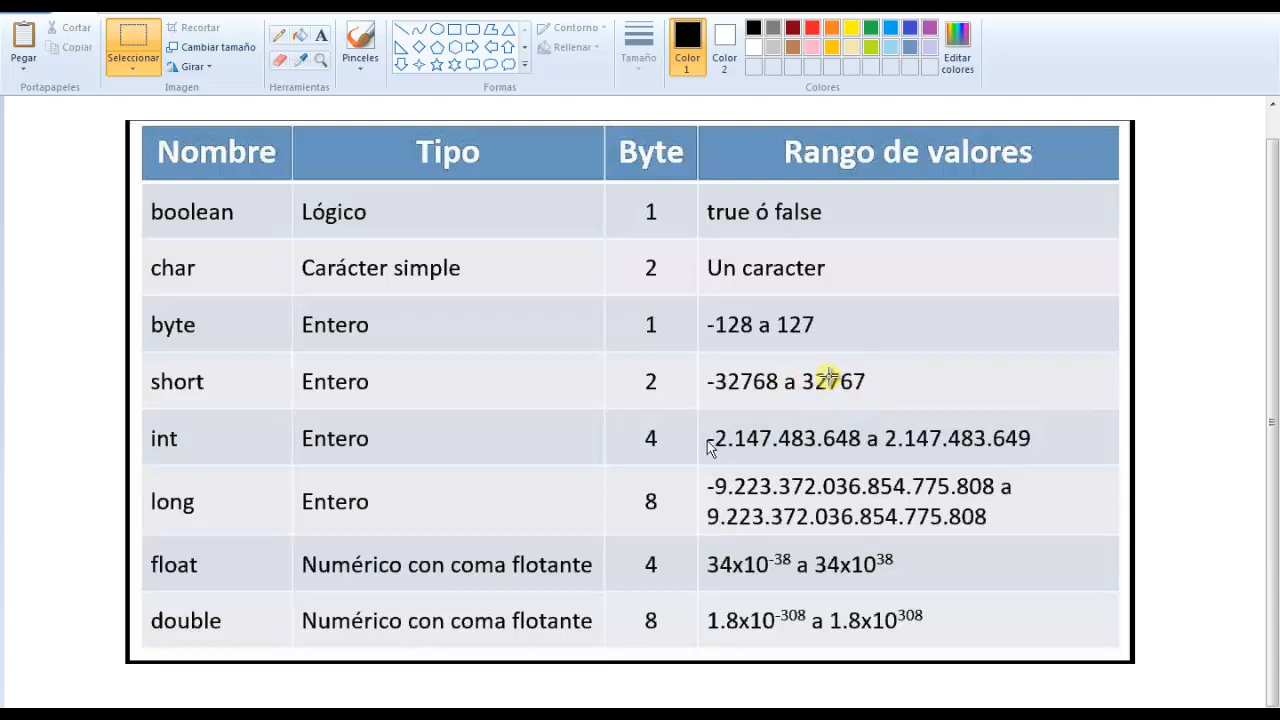 Pegar
Cortar
Copiar
Portapapeles
Seleccionar
Recortar
Cambiar tamaño
Girar
Imagen
A
Herramientas
Pinceles
Contorno
Rellenar
Formas
Tamaño
Color
1
Color
2
Editar
colores
Colores
Nombre Tipo Byte Rango de valores
boolean Lógico 1 true ó false
char Carácter simple 2 Un caracter
byte Entero 1 -128 a 127
short Entero 2 -32768 a 32767
int Entero 4 -2.147.483.648 a 2.147.483.649
long Entero 8 -9.223.372.036.854.775.808 a
9.223.372.036.854.775.808
float Numérico con coma flotante 4 34x10⁻³⁸ a 34x10³⁸
double Numérico con coma flotante 8 1.8x10⁻³⁰⁸ a 1.8x10³⁰⁸